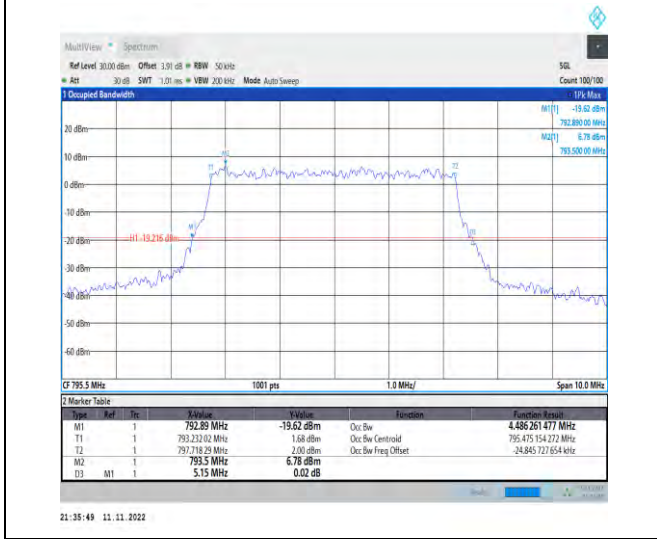 MultiView Spectrum
Ref Level 30.00 dBm Offset 3.91 dB RBW 50 kHz SGL
Att 30 dB SWT 1.01 ms VBW 200 kHz Mode Auto Sweep Count 100/100
1 Occupied Bandwidth 1Pk Max
M1[1] -19.62 dBm
792.890 00 MHz
M2[1] 6.78 dBm
793.500 00 MHz
20 dBm
10 dBm
M2
T1
T2
0 dBm
-10 dBm
M1
D3
H1 -19.216 dBm
-20 dBm
-30 dBm
-40 dBm
-50 dBm
-60 dBm
CF 795.5 MHz 1001 pts 1.0 MHz/ Span 10.0 MHz
2 Marker Table
Type Ref Trc X-Value Y-Value Function Function Result
M1 1 792.89 MHz -19.62 dBm Occ Bw 4.486 261 477 MHz
T1 1 793.232 02 MHz 1.68 dBm Occ Bw Centroid 795.475 154 272 MHz
T2 1 797.718 29 MHz 2.00 dBm Occ Bw Freq Offset -24.845 727 654 kHz
M2 1 793.5 MHz 6.78 dBm
D3 M1 1 5.15 MHz 0.02 dB
21:35:49 11.11.2022